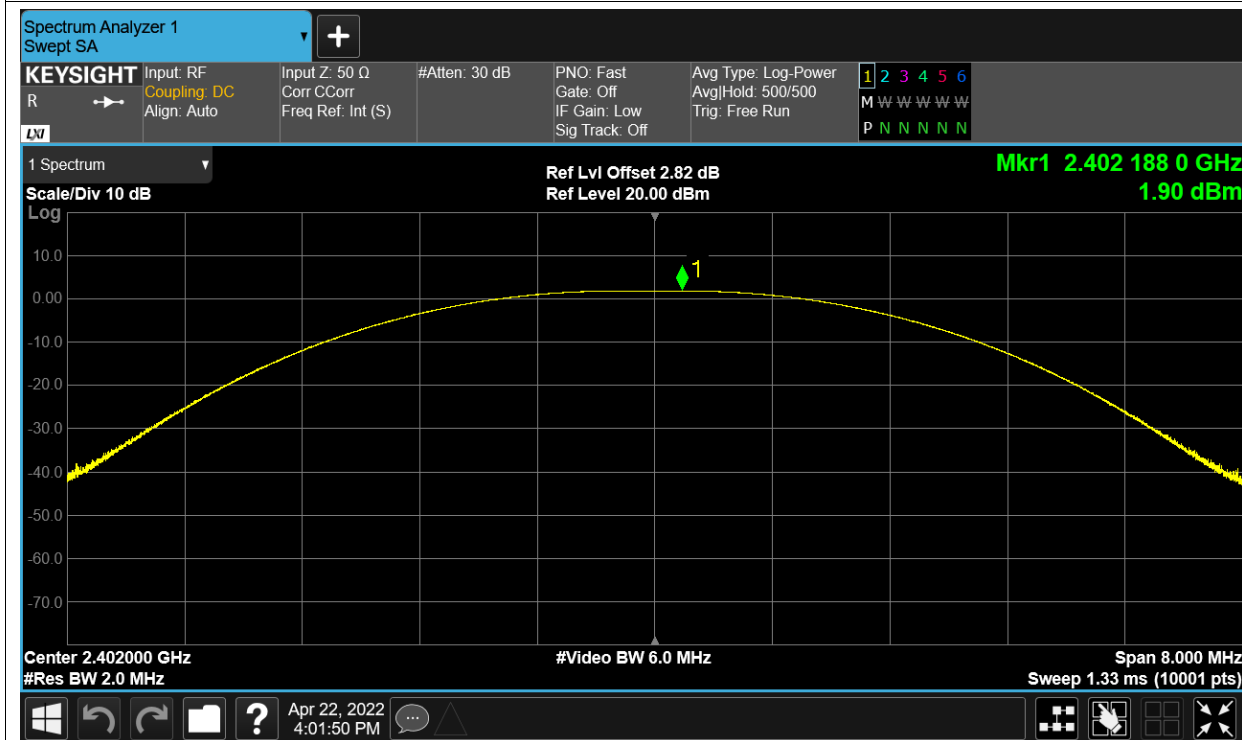 Spectrum Analyzer 1
Swept SA
+
KEYSIGHT
R
LXI
Input: RF
Coupling: DC
Align: Auto
Input Z: 50 Ω
Corr CCorr
Freq Ref: Int (S)
#Atten: 30 dB
PNO: Fast
Gate: Off
IF Gain: Low
Sig Track: Off
Avg Type: Log-Power
Avg|Hold: 500/500
Trig: Free Run
1 2 3 4 5 6
M W W W W W
P N N N N N
1 Spectrum
Scale/Div 10 dB
Log
Ref Lvl Offset 2.82 dB
Ref Level 20.00 dBm
Mkr1 2.402 188 0 GHz
1.90 dBm
1
10.0
0.00
-10.0
-20.0
-30.0
-40.0
-50.0
-60.0
-70.0
Center 2.402000 GHz
#Res BW 2.0 MHz
#Video BW 6.0 MHz
Span 8.000 MHz
Sweep 1.33 ms (10001 pts)
?
Apr 22, 2022
4:01:50 PM